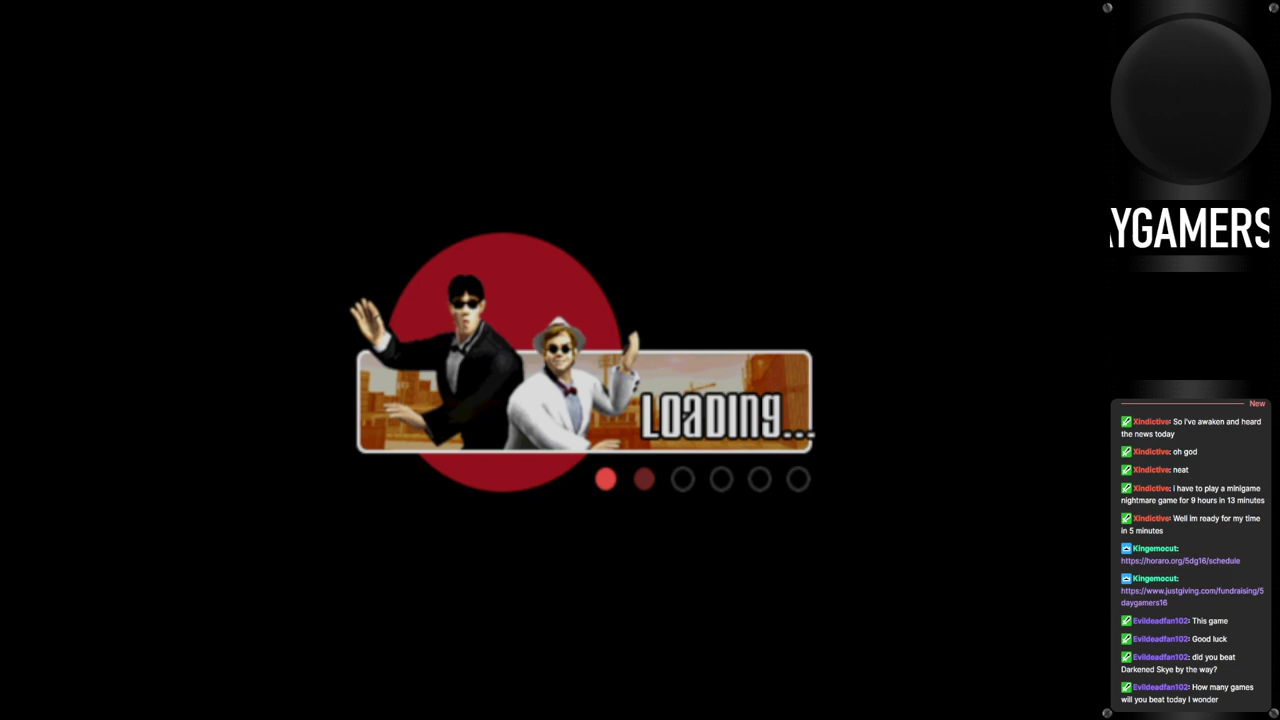 YGAMERS
LOADING...
New
Xindictive: So I've awaken and heard
the news today
Xindictive: oh god
Xindictive: neat
Xindictive: i have to play a minigame
nightmare game for 9 hours in 13 minutes
Xindictive: Well im ready for my time
in 5 minutes
Kingemocut:
https://horaro.org/5dg16/schedule
Kingemocut:
https://www.justgiving.com/fundraising/5
daygamers16
Evildeadfan102: This game
Evildeadfan102: Good luck
Evildeadfan102: did you beat
Darkened Skye by the way?
Evildeadfan102: How many games
will you beat today I wonder